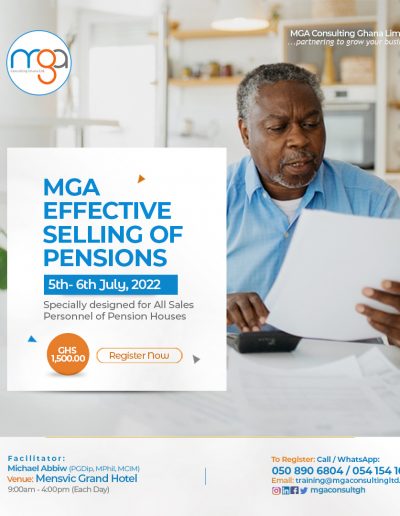 mga
Consulting Ghana Ltd.
MGA Consulting Ghana Lim
...partnering to grow your busin
MGA
EFFECTIVE
SELLING OF
PENSIONS
5th- 6th July, 2022
Specially designed for All Sales
Personnel of Pension Houses
GHS
1,500.00
Register Now
Facilitator:
Michael Abbiw (PGDip, MPhil, MCIM)
Venue: Mensvic Grand Hotel
9:00am - 4:00pm (Each Day)
To Register: Call / WhatsApp:
050 890 6804 / 054 154 10
Email: training@mgaconsultingltd.
mgaconsultgh